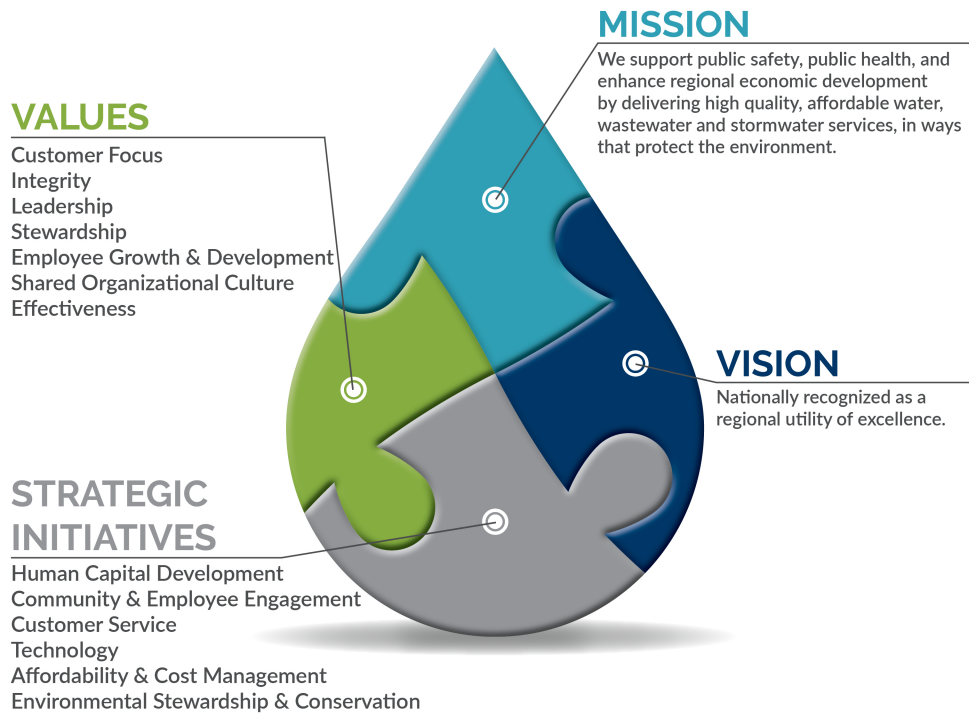 MISSION
We support public safety, public health, and
enhance regional economic development
by delivering high quality, affordable water,
wastewater and stormwater services, in ways
that protect the environment.
VALUES
Customer Focus
Integrity
Leadership
Stewardship
Employee Growth & Development
Shared Organizational Culture
Effectiveness
VISION
Nationally recognized as a
regional utility of excellence.
STRATEGIC
INITIATIVES
Human Capital Development
Community & Employee Engagement
Customer Service
Technology
Affordability & Cost Management
Environmental Stewardship & Conservation